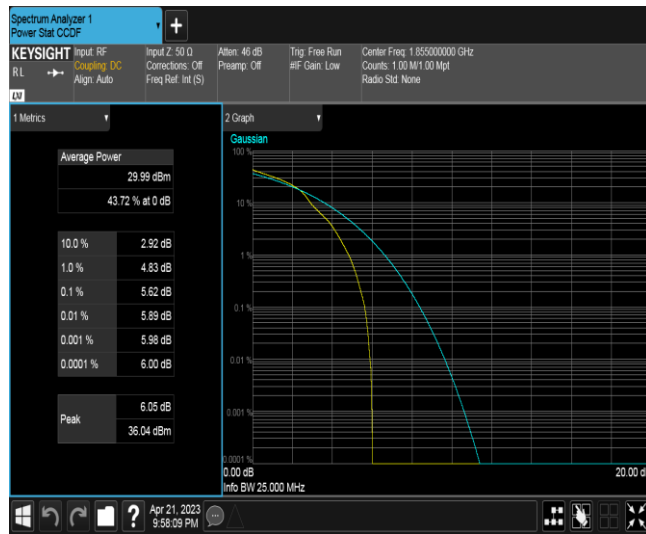 Spectrum Analyzer 1
Power Stat CCDF
+
KEYSIGHT
RL
LXI
Input: RF
Coupling: DC
Align: Auto
Input Z: 50 Ω
Corrections: Off
Freq Ref: Int (S)
Atten: 46 dB
Preamp: Off
Trig: Free Run
#IF Gain: Low
Center Freq: 1.855000000 GHz
Counts: 1.00 M/1.00 Mpt
Radio Std: None
1 Metrics
Average Power
29.99 dBm
43.72 % at 0 dB
10.0 % 2.92 dB
1.0 % 4.83 dB
0.1 % 5.62 dB
0.01 % 5.89 dB
0.001 % 5.98 dB
0.0001 % 6.00 dB
Peak
6.05 dB
36.04 dBm
2 Graph
Gaussian
100 %
10 %
1 %
0.1 %
0.01 %
0.001 %
0.0001 %
0.00 dB 20.00 d
Info BW 25.000 MHz
?
Apr 21, 2023
9:58:09 PM